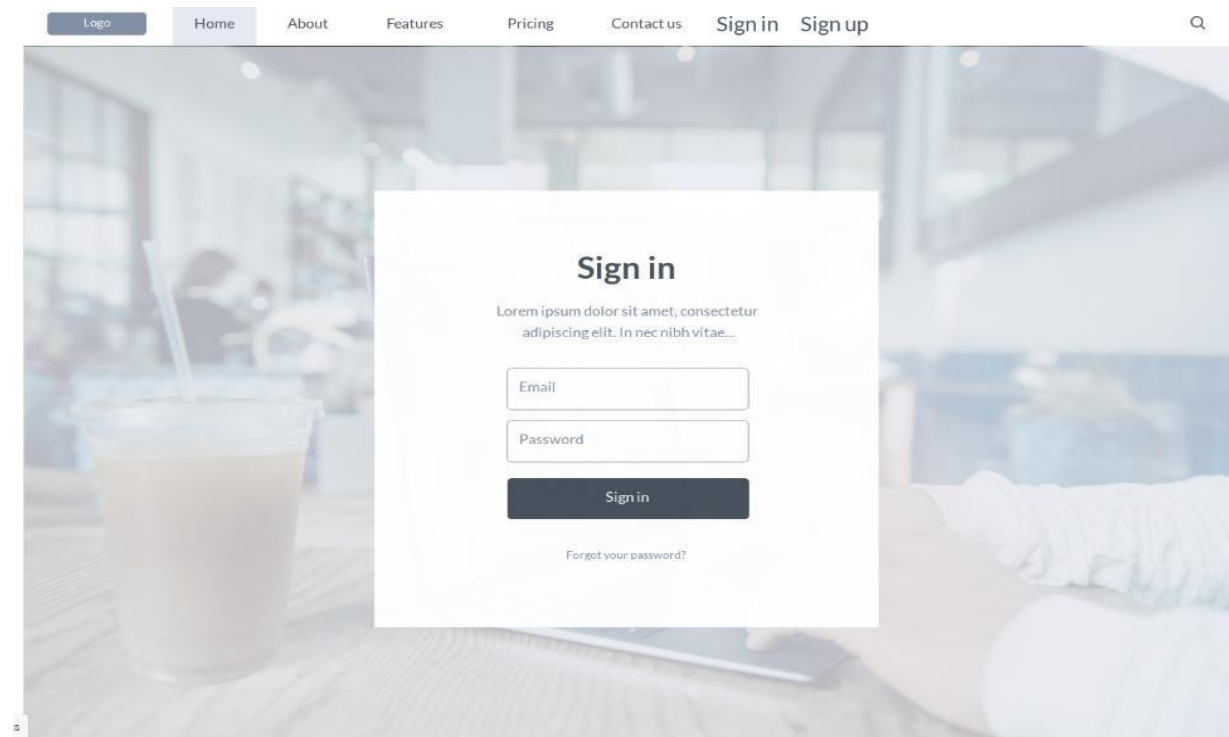 Logo Home About Features Pricing Contact us Sign in Sign up
Sign in
Lorem ipsum dolor sit amet, consectetur
adipiscing elit. In nec nibh vitae...
Email
Password
Sign in
Forgot your password?